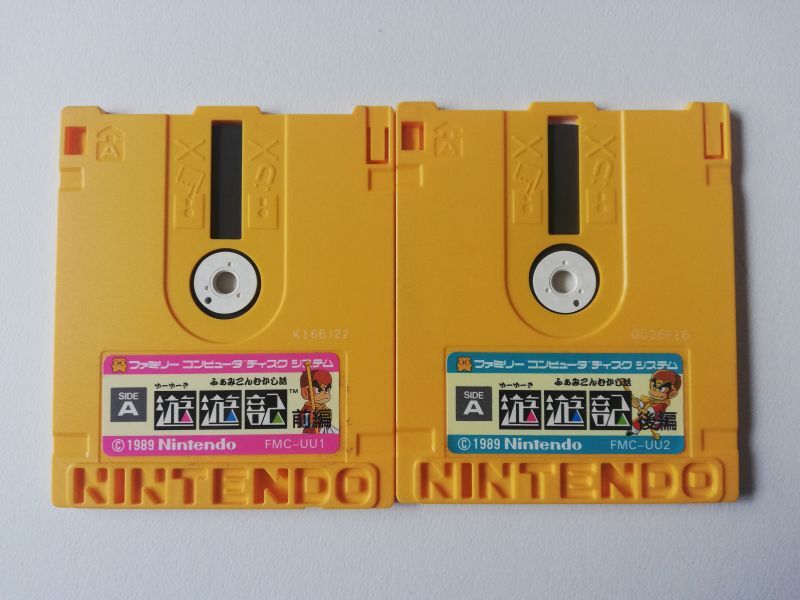 A
K166J22
ファミリー コンピュータ ディスク システム
ふぁみこんむかし話
ゆーゆーき
SIDE
A
遊遊記™
前編
©1989 Nintendo
FMC-UU1
NINTENDO
A
GS36F16
ファミリー コンピュータ ディスク システム
ふぁみこんむかし話
ゆーゆーき
SIDE
A
遊遊記
後編
©1989 Nintendo
FMC-UU2
NINTENDO